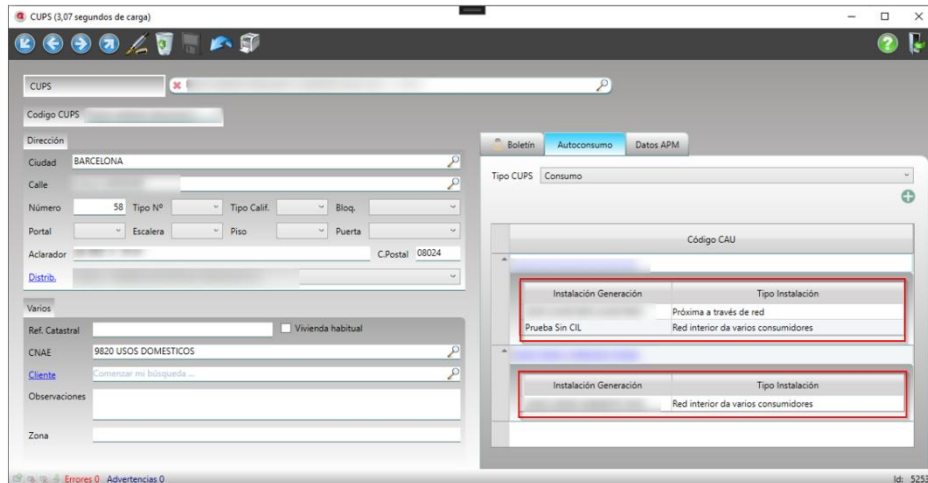 CUPS (3,07 segundos de carga)
CUPS
Codigo CUPS
Dirección
Ciudad BARCELONA
Calle
Número 58 Tipo Nº Tipo Calif. Bloq.
Portal Escalera Piso Puerta
Aclarador C.Postal 08024
Distrib.
Varios
Ref. Catastral Vivienda habitual
CNAE 9820 USOS DOMESTICOS
Cliente Comenzar mi búsqueda ...
Observaciones
Zona
Boletín Autoconsumo Datos APM
Tipo CUPS Consumo
Código CAU
Instalación Generación Tipo Instalación
Próxima a través de red
Prueba Sin CIL Red interior da varios consumidores
Instalación Generación Tipo Instalación
Red interior da varios consumidores
Errores 0 Advertencias 0 Id: 5253